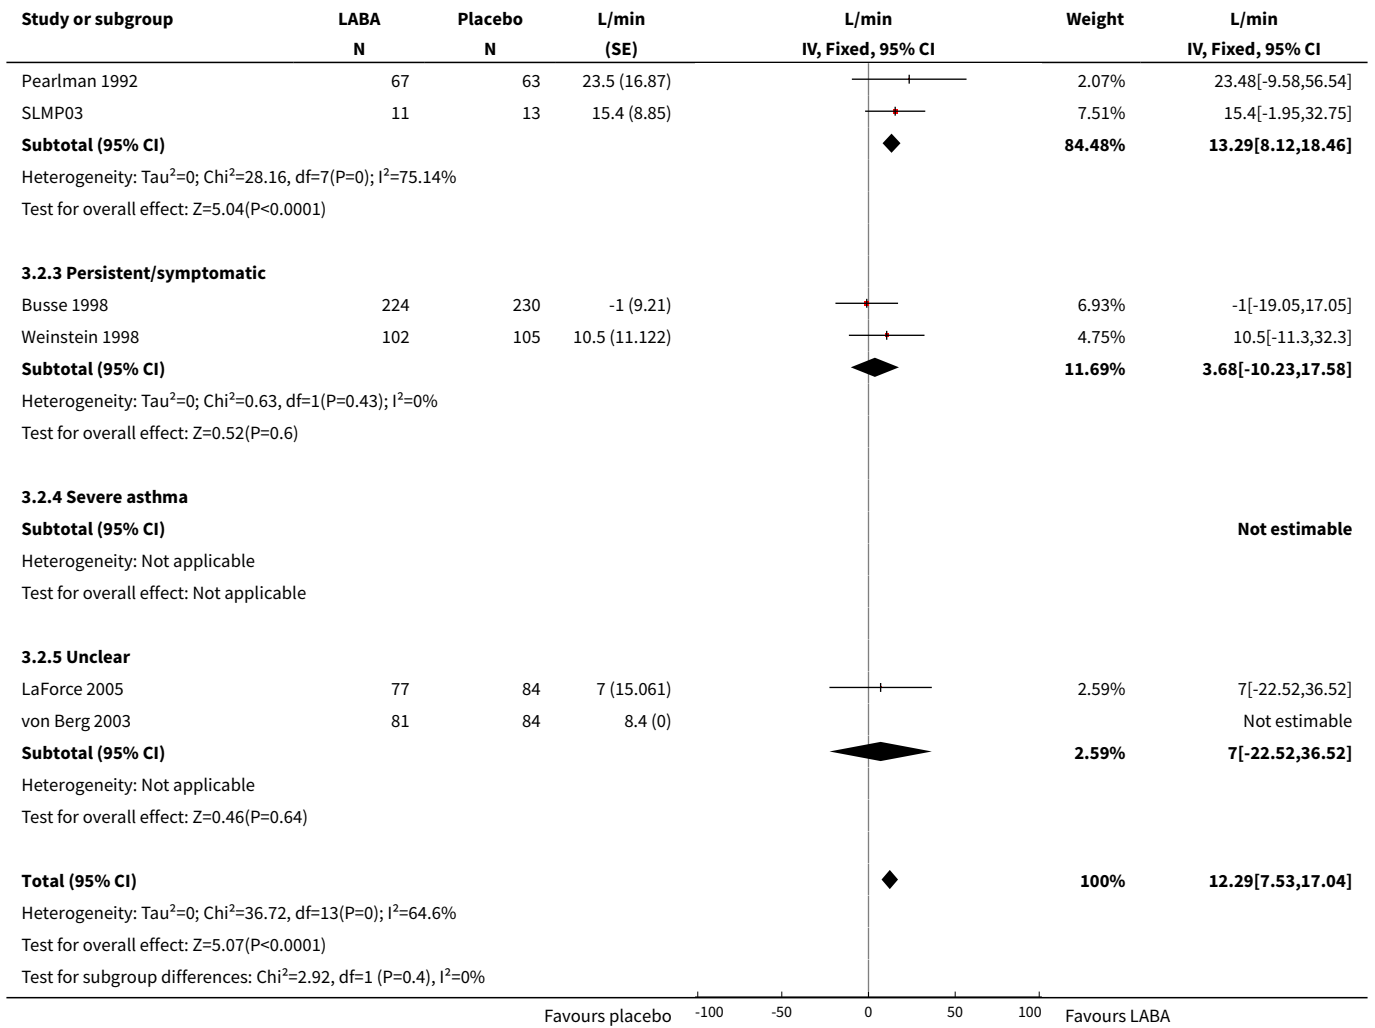 Study or subgroup LABA Placebo L/min L/min Weight L/min
N N (SE) IV, Fixed, 95% CI IV, Fixed, 95% CI
Pearlman 1992 67 63 23.5 (16.87) 2.07% 23.48[-9.58,56.54]
SLMP03 11 13 15.4 (8.85) 7.51% 15.4[-1.95,32.75]
Subtotal (95% CI) 84.48% 13.29[8.12,18.46]
Heterogeneity: Tau²=0; Chi²=28.16, df=7(P=0); I²=75.14%
Test for overall effect: Z=5.04(P<0.0001)
3.2.3 Persistent/symptomatic
Busse 1998 224 230 -1 (9.21) 6.93% -1[-19.05,17.05]
Weinstein 1998 102 105 10.5 (11.122) 4.75% 10.5[-11.3,32.3]
Subtotal (95% CI) 11.69% 3.68[-10.23,17.58]
Heterogeneity: Tau²=0; Chi²=0.63, df=1(P=0.43); I²=0%
Test for overall effect: Z=0.52(P=0.6)
3.2.4 Severe asthma
Subtotal (95% CI) Not estimable
Heterogeneity: Not applicable
Test for overall effect: Not applicable
3.2.5 Unclear
LaForce 2005 77 84 7 (15.061) 2.59% 7[-22.52,36.52]
von Berg 2003 81 84 8.4 (0) Not estimable
Subtotal (95% CI) 2.59% 7[-22.52,36.52]
Heterogeneity: Not applicable
Test for overall effect: Z=0.46(P=0.64)
Total (95% CI) 100% 12.29[7.53,17.04]
Heterogeneity: Tau²=0; Chi²=36.72, df=13(P=0); I²=64.6%
Test for overall effect: Z=5.07(P<0.0001)
Test for subgroup differences: Chi²=2.92, df=1 (P=0.4), I²=0%
Favours placebo -100 -50 0 50 100 Favours LABA